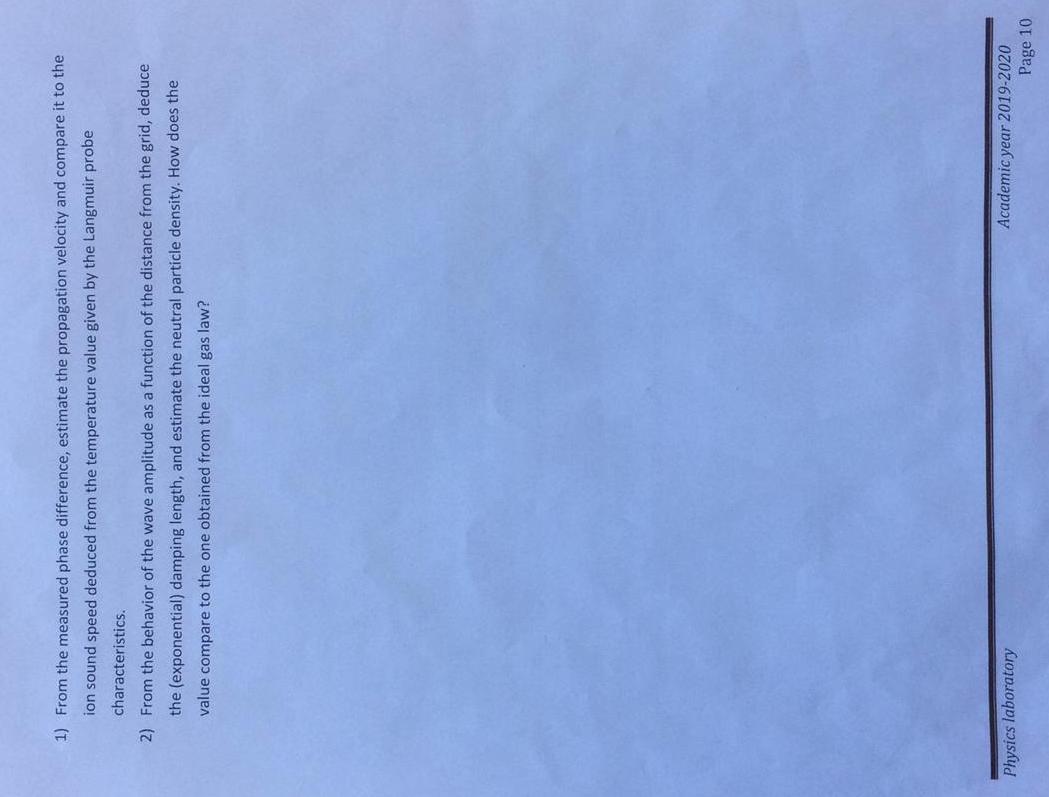 1) From the measured phase difference, estimate the propagation velocity and compare it to the
ion sound speed deduced from the temperature value given by the Langmuir probe
characteristics.
2) From the behavior of the wave amplitude as a function of the distance from the grid, deduce
the (exponential) damping length, and estimate the neutral particle density. How does the
value compare to the one obtained from the ideal gas law?
Physics laboratory
Academic year 2019-2020
Page 10